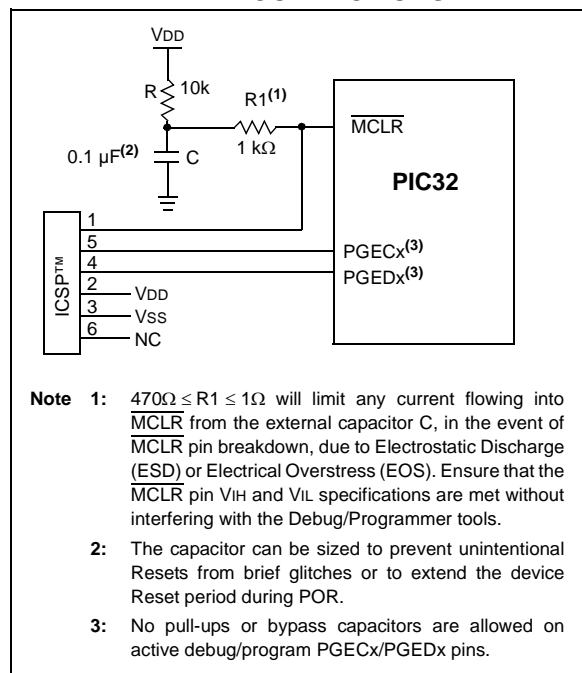 VDD
R 10k
R1(1)
0.1 µF(2) C
1 kΩ
MCLR
PIC32
1
5
4
2
3
6
ICSP™
PGECx(3)
PGEDx(3)
VDD
VSS
NC
Note 1: 470Ω ≤ R1 ≤ 1Ω will limit any current flowing into
MCLR from the external capacitor C, in the event of
MCLR pin breakdown, due to Electrostatic Discharge
(ESD) or Electrical Overstress (EOS). Ensure that the
MCLR pin VIH and VIL specifications are met without
interfering with the Debug/Programmer tools.
2: The capacitor can be sized to prevent unintentional
Resets from brief glitches or to extend the device
Reset period during POR.
3: No pull-ups or bypass capacitors are allowed on
active debug/program PGECx/PGEDx pins.